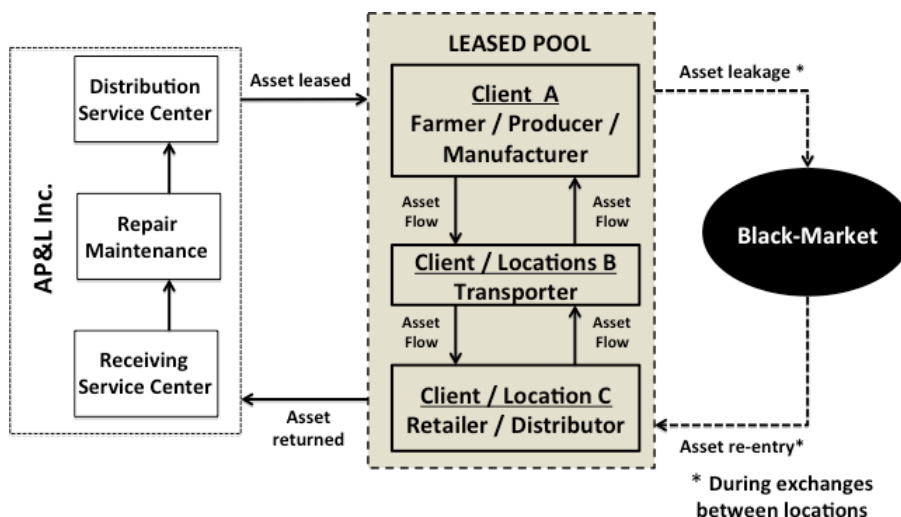 AP&L Inc.
Distribution
Service Center
Repair
Maintenance
Receiving
Service Center
Asset leased
Asset
returned
LEASED POOL
Client A
Farmer / Producer /
Manufacturer
Asset
Flow
Asset
Flow
Client / Locations B
Transporter
Asset
Flow
Asset
Flow
Client / Location C
Retailer / Distributor
Asset leakage *
Black-Market
Asset re-entry*
* During exchanges
between locations